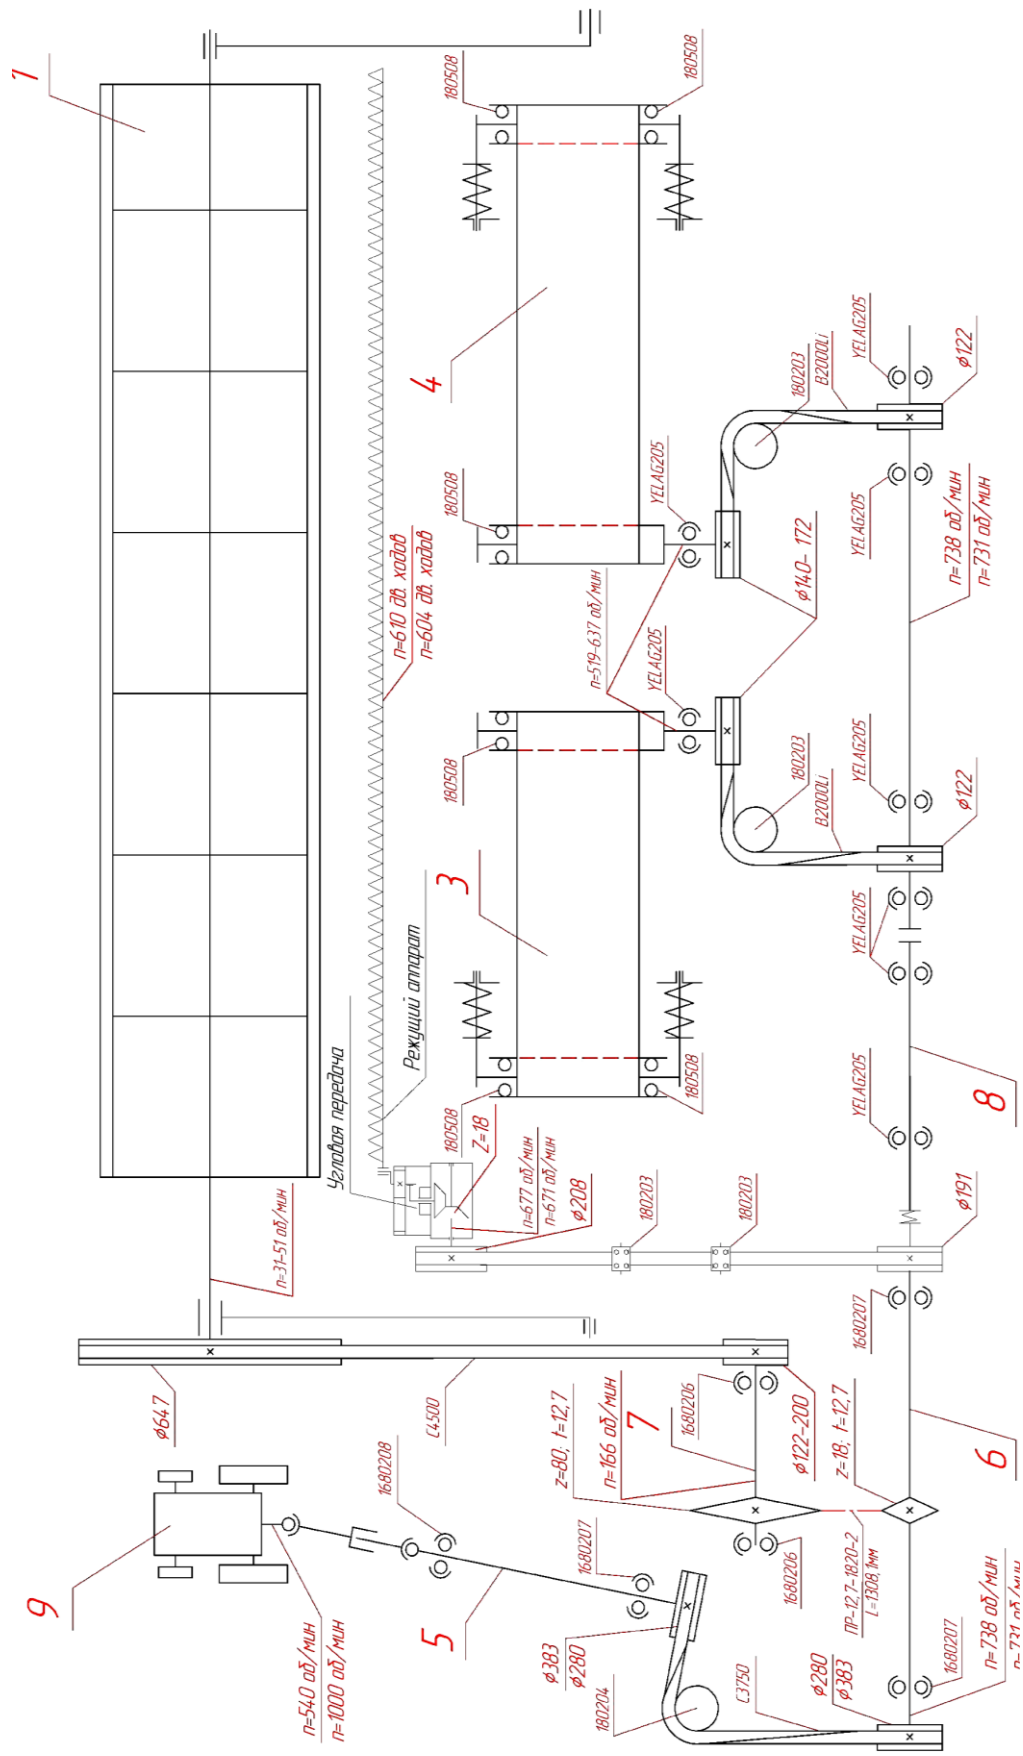 1
180508
180508
4
180508
YELAG205
180203
B2000Li
YELAG205
ϕ122
YELAG205
n=738 об/мин
n=731 об/мин
n=610 дв. ходов
n=604 дв. ходов
n=519-637 об/мин
ϕ140- 172
YELAG205
180508
180203
B2000Li
YELAG205
ϕ122
3
YELAG205
Режущий аппарат
Угловая передача
180508
Z=18
180508
YELAG205
8
n=677 об/мин
n=671 об/мин
ϕ208
180203
180203
ϕ191
n=31-51 об/мин
1680207
ϕ647
C4500
1680206
ϕ122-200
z=80; t=12,7
n=166 об/мин
7
z=18; t=12,7
6
9
1680208
n=540 об/мин
n=1000 об/мин
5
1680207
1680206
ПР-12,7-1820-2
L=1308,1мм
ϕ383
ϕ280
180204
C3750
ϕ280
ϕ383
1680207
n=738 об/мин
n=731 об/мин